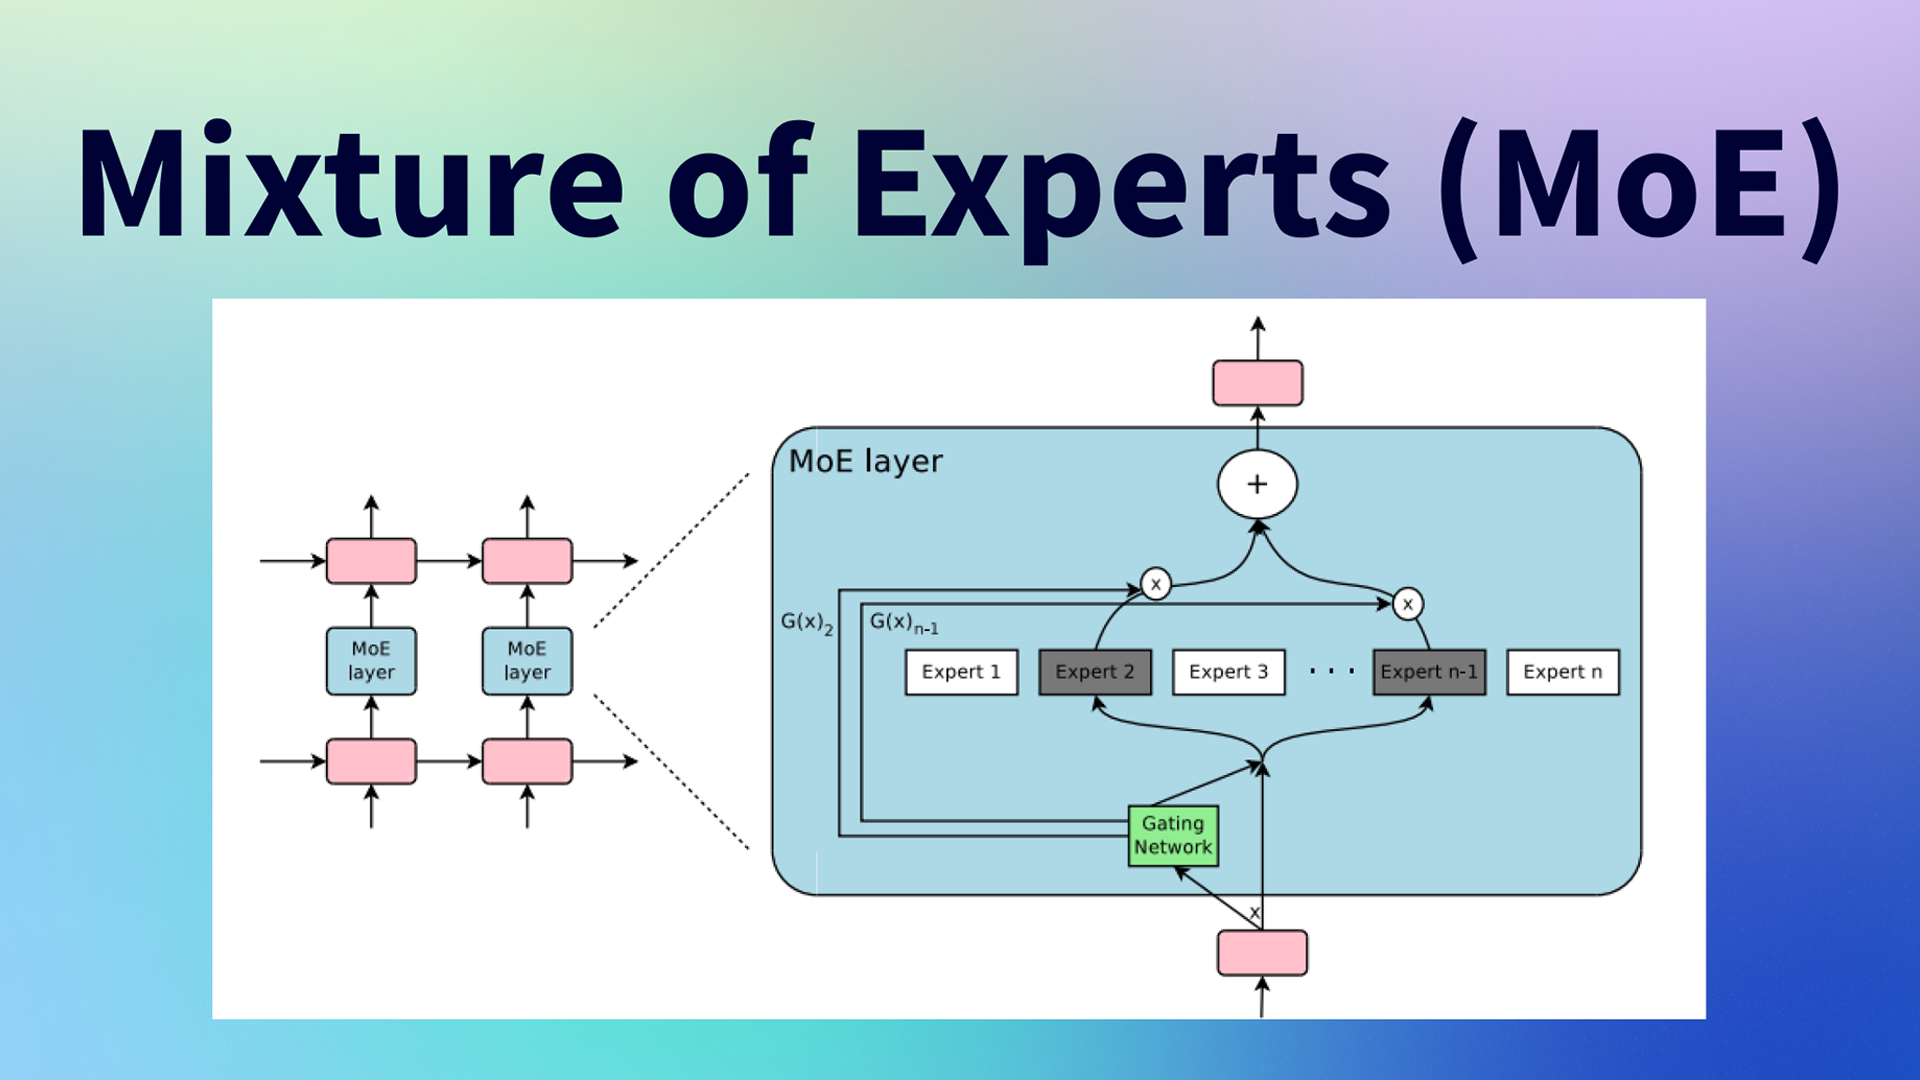 Mixture of Experts (MoE)
MoE
layer
MoE
layer
MoE layer
+
x
x
G(x)2
G(x)n-1
Expert 1
Expert 2
Expert 3
. . .
Expert n-1
Expert n
Gating
Network
x